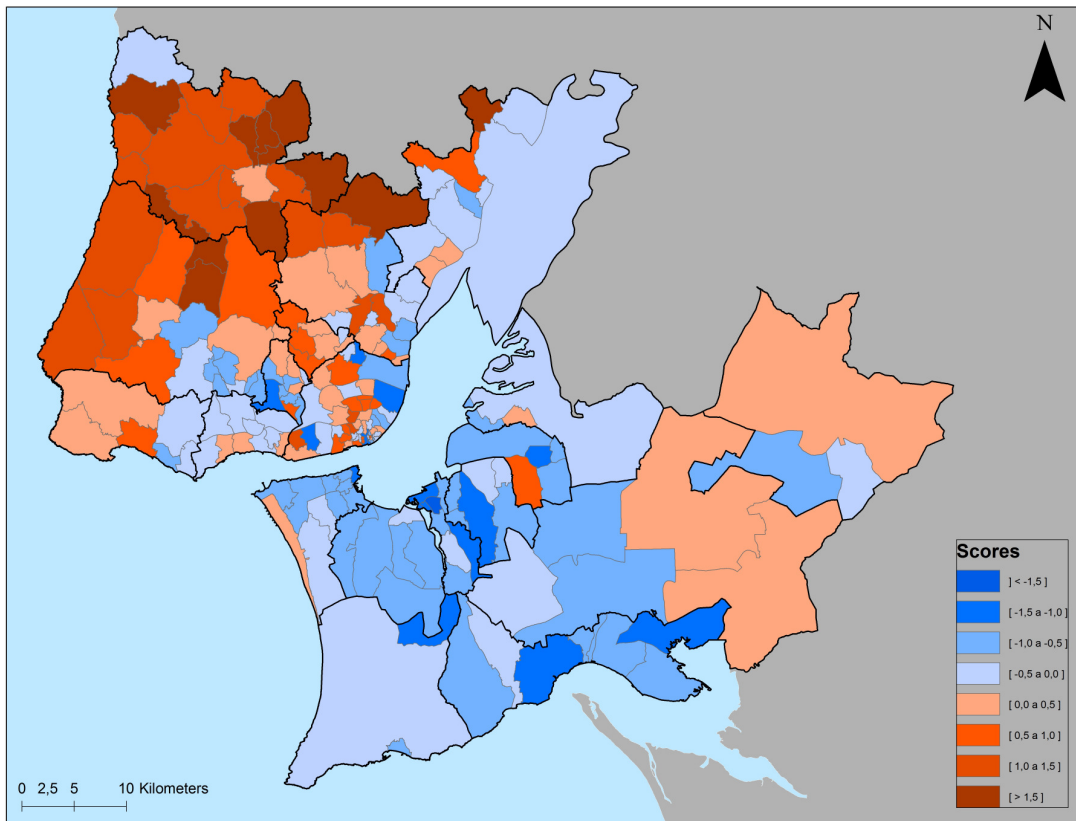 N
Scores
] < -1,5 ]
[ -1,5 a -1,0 ]
[ -1,0 a -0,5 ]
[ -0,5 a 0,0 ]
[ 0,0 a 0,5 ]
[ 0,5 a 1,0 ]
[ 1,0 a 1,5 ]
[ > 1,5 ]
0 2,5 5 10 Kilometers